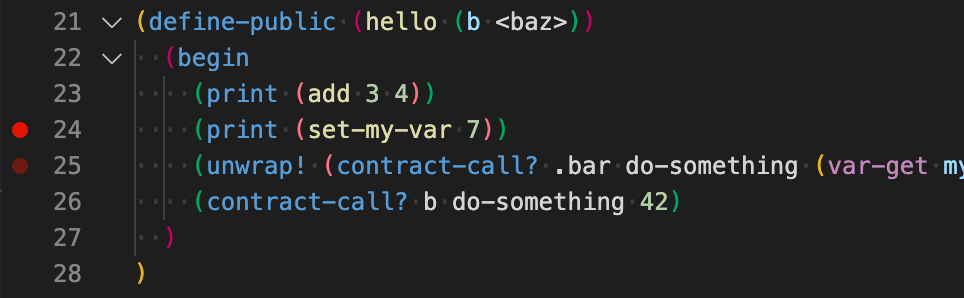 21 (define-public (hello (b <baz>))
22 (begin
23 (print (add 3 4))
24 (print (set-my-var 7))
25 (unwrap! (contract-call? .bar do-something (var-get my
26 (contract-call? b do-something 42)
27 )
28 )